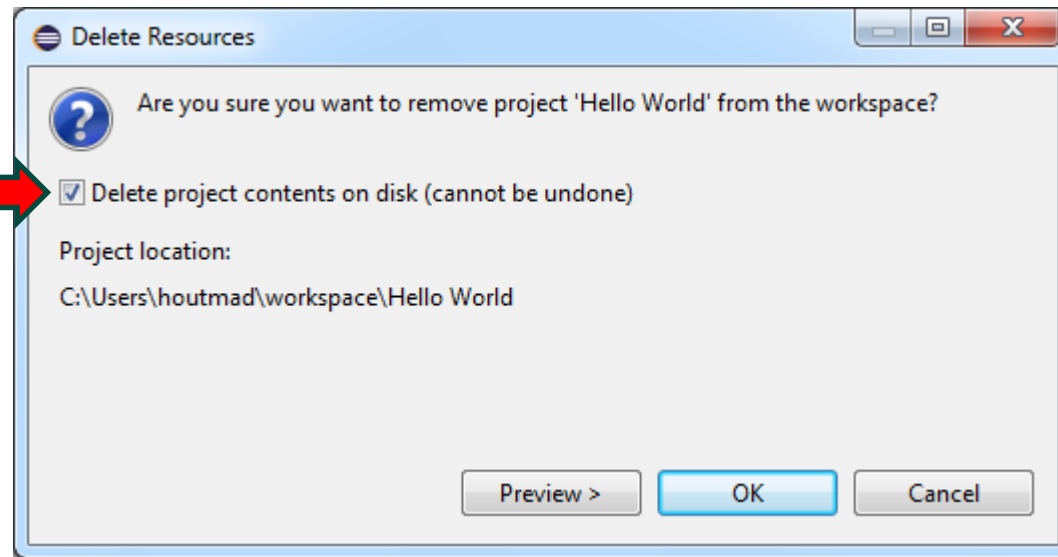 Delete Resources
Are you sure you want to remove project 'Hello World' from the workspace?
Delete project contents on disk (cannot be undone)
Project location:
C:\Users\houtmad\workspace\Hello World
Preview > OK Cancel